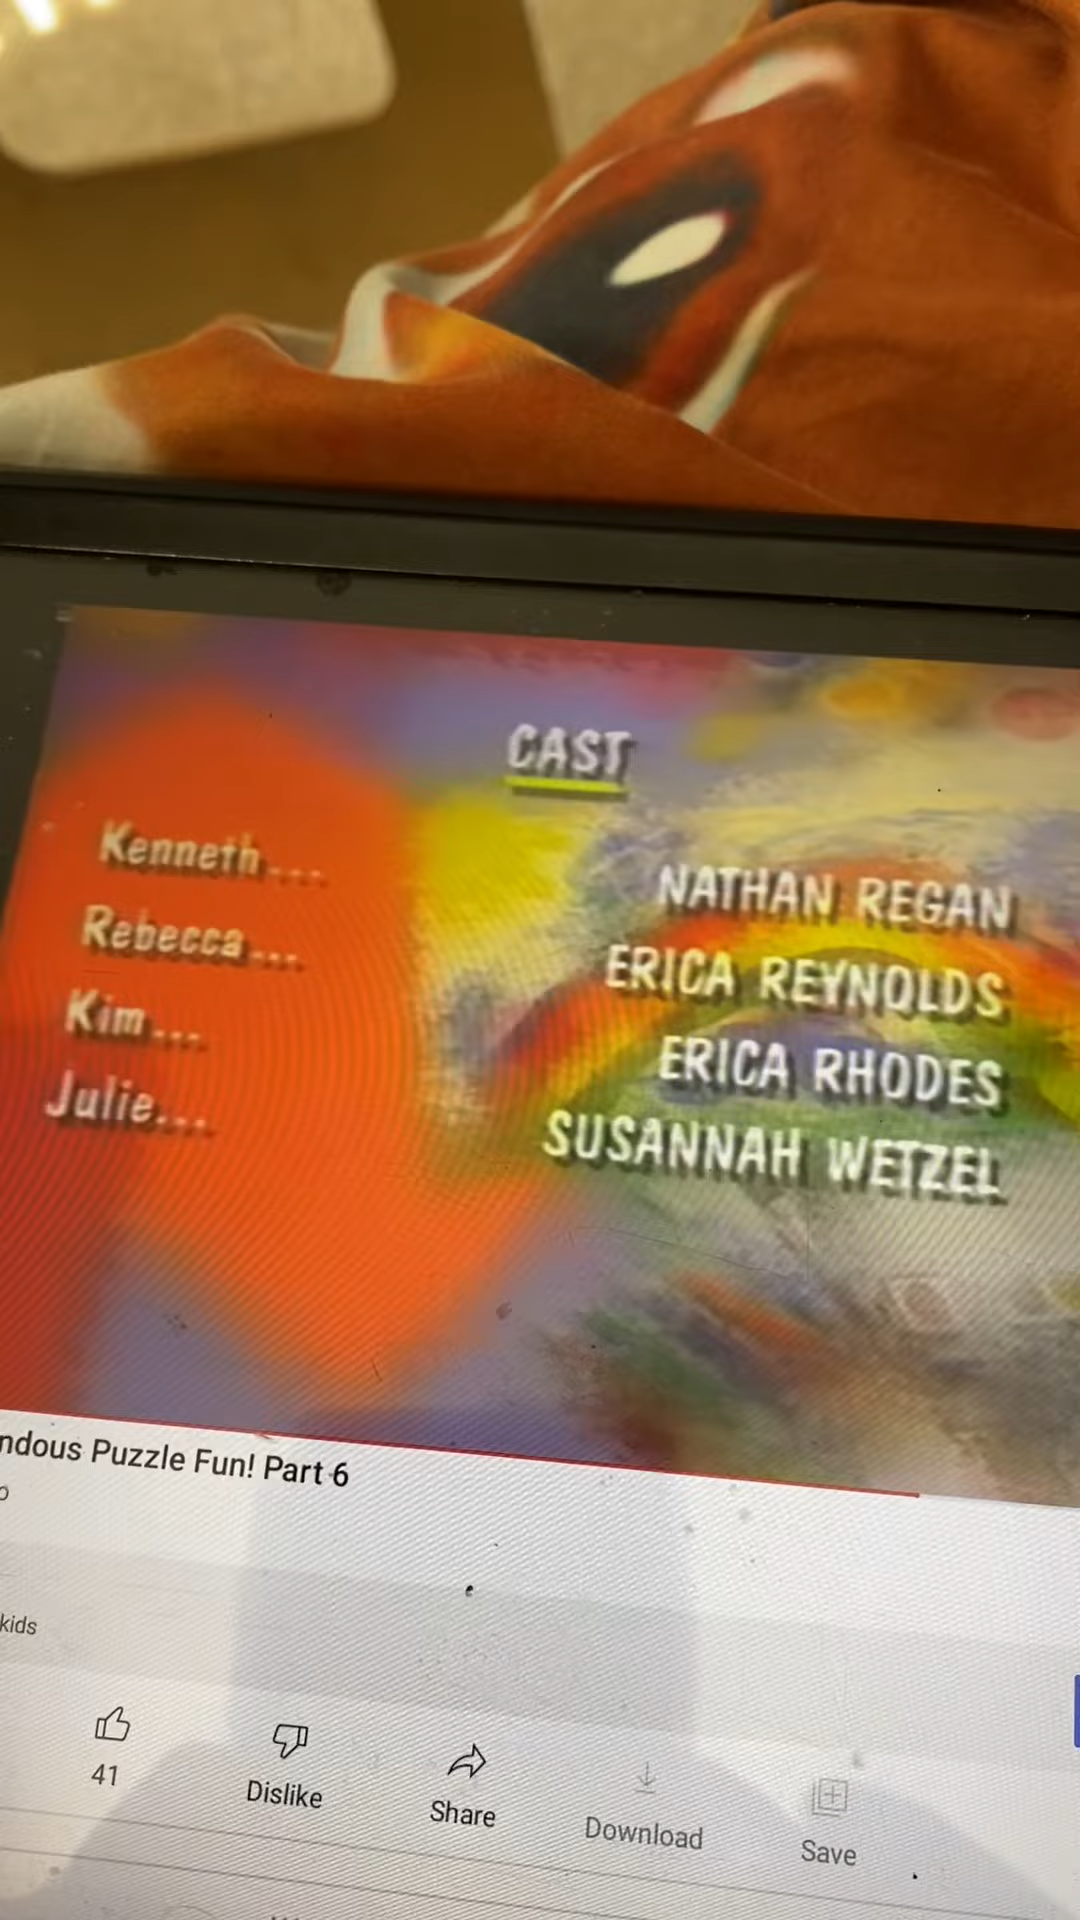 CAST
Kenneth... NATHAN REGAN
Rebecca... ERICA REYNOLDS
Kim... ERICA RHODES
Julie... SUSANNAH WETZEL
ndous Puzzle Fun! Part 6
kids
41
Dislike
Share
Download
Save